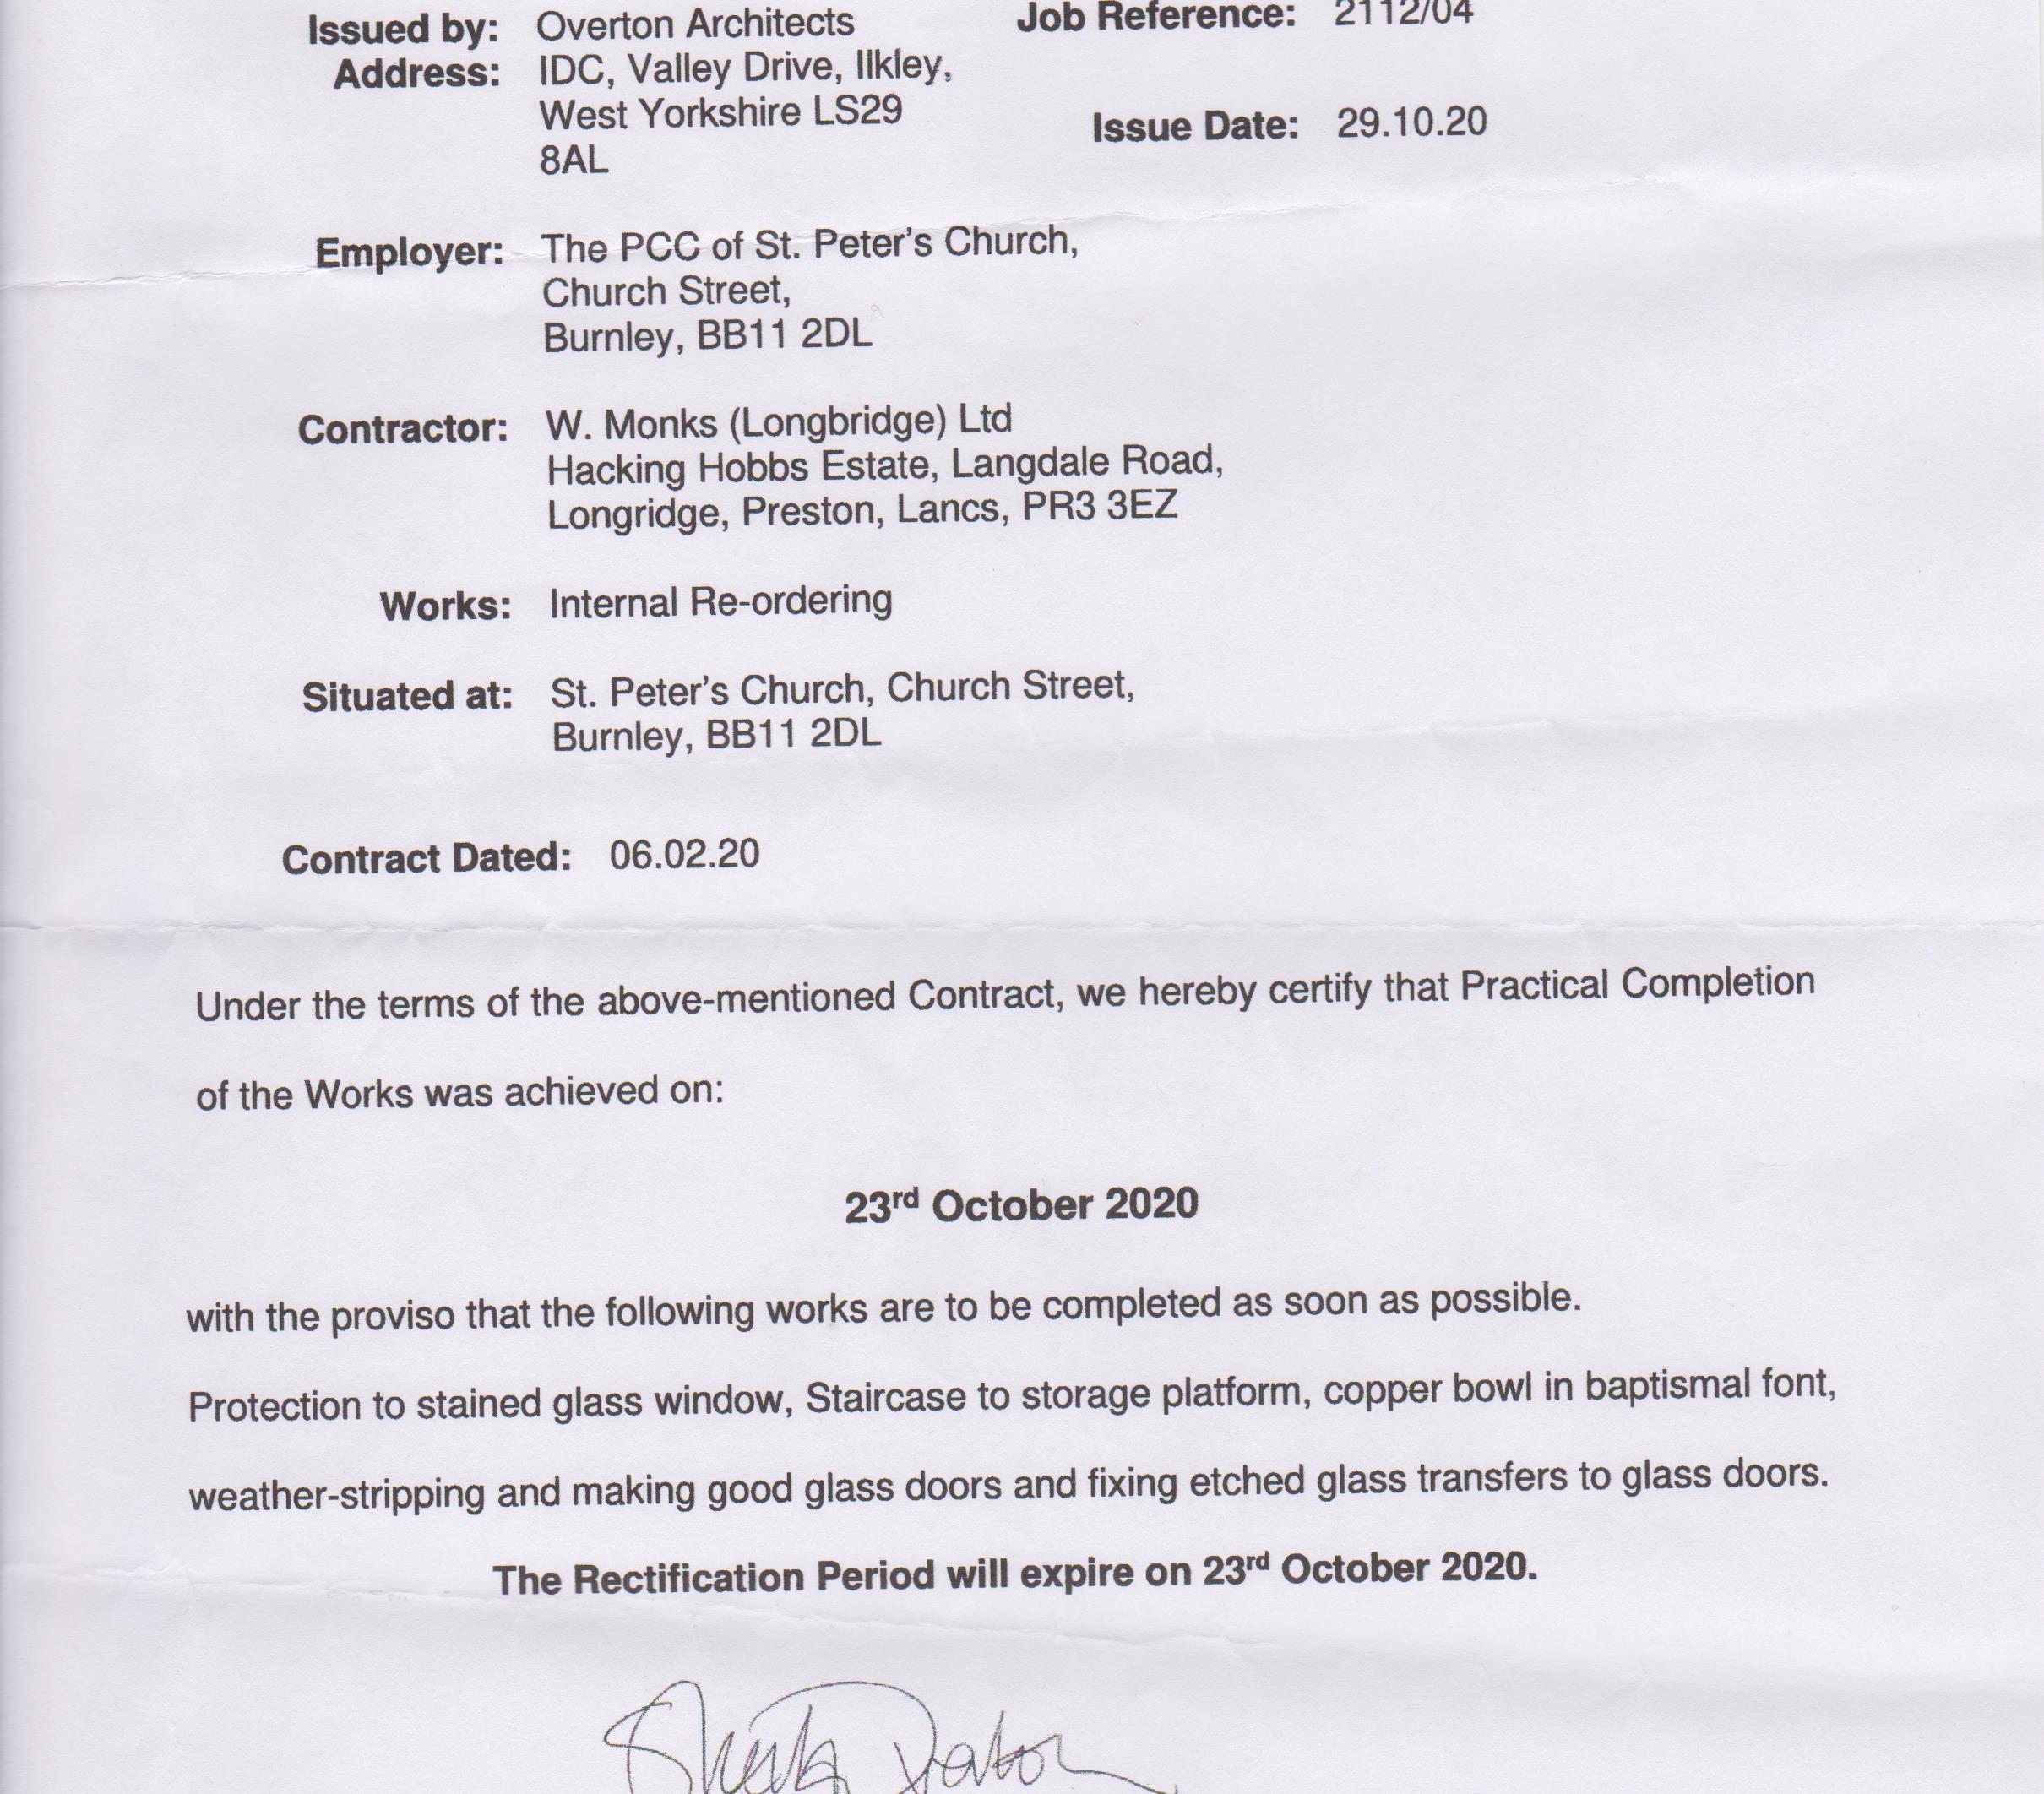 Issued by: Overton Architects Job Reference: 2112/04
Address: IDC, Valley Drive, Ilkley,
West Yorkshire LS29 Issue Date: 29.10.20
8AL
Employer: The PCC of St. Peter's Church,
Church Street,
Burnley, BB11 2DL
Contractor: W. Monks (Longbridge) Ltd
Hacking Hobbs Estate, Langdale Road,
Longridge, Preston, Lancs, PR3 3EZ
Works: Internal Re-ordering
Situated at: St. Peter's Church, Church Street,
Burnley, BB11 2DL
Contract Dated: 06.02.20
Under the terms of the above-mentioned Contract, we hereby certify that Practical Completion
of the Works was achieved on:
23rd October 2020
with the proviso that the following works are to be completed as soon as possible.
Protection to stained glass window, Staircase to storage platform, copper bowl in baptismal font,
weather-stripping and making good glass doors and fixing etched glass transfers to glass doors.
The Rectification Period will expire on 23rd October 2020.